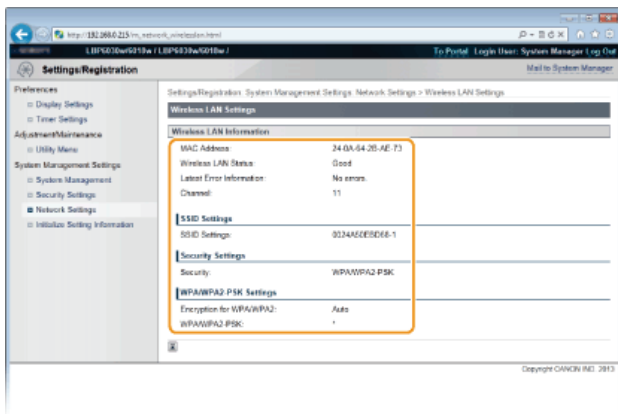 http://192.168.0.215/m_network_wirelesslan.html
LBP6030w/6018w / LBP6030w/6018w /
To Portal Login User: System Manager Log Out
Settings/Registration
Mail to System Manager
Preferences
Display Settings
Timer Settings
Adjustment/Maintenance
Utility Menu
System Management Settings
System Management
Security Settings
Network Settings
Initialize Setting Information
Settings/Registration: System Management Settings: Network Settings > Wireless LAN Settings
Wireless LAN Settings
Wireless LAN Information
MAC Address:
24-0A-64-2B-AE-73
Wireless LAN Status:
Good
Latest Error Information:
No errors.
Channel:
11
SSID Settings
SSID Settings:
0024A50EBD68-1
Security Settings
Security:
WPA/WPA2-PSK
WPA/WPA2-PSK Settings
Encryption for WPA/WPA2:
Auto
WPA/WPA2-PSK:
*
Copyright CANON INC. 2013